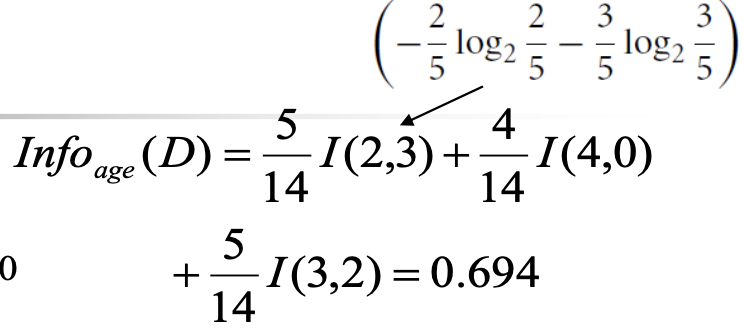 (−2/5 log₂ 2/5 − 3/5 log₂ 3/5)
Info_age(D) = 5/14 I(2,3) + 4/14 I(4,0)
0 + 5/14 I(3,2) = 0.694